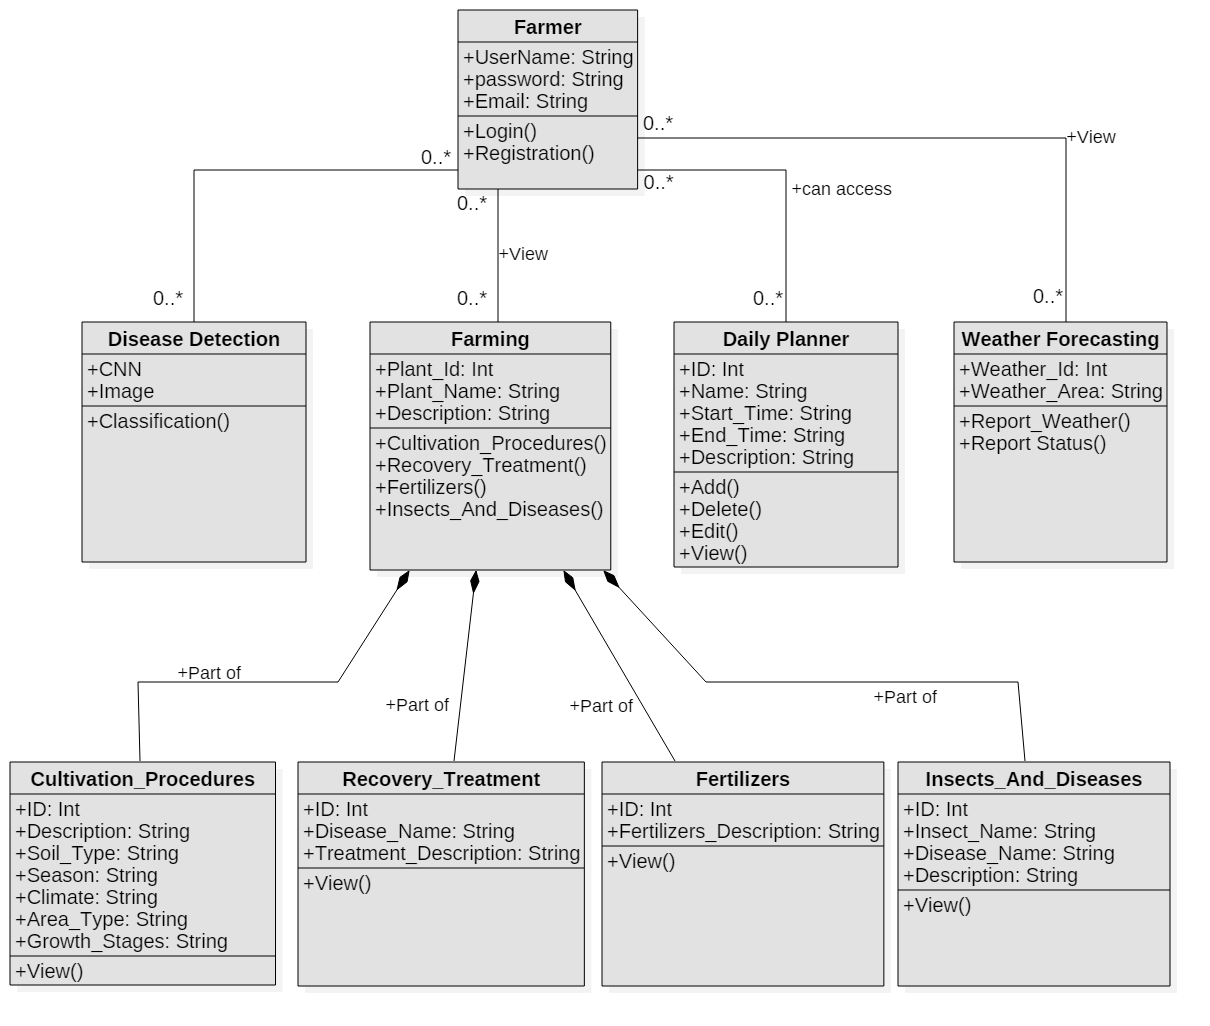 Farmer
+UserName: String
+password: String
+Email: String
+Login()
+Registration()
0..*
0..*
0..*
0..*
+View
+can access
+View
0..*
0..*
0..*
0..*
Disease Detection
+CNN
+Image
+Classification()
Farming
+Plant_Id: Int
+Plant_Name: String
+Description: String
+Cultivation_Procedures()
+Recovery_Treatment()
+Fertilizers()
+Insects_And_Diseases()
Daily Planner
+ID: Int
+Name: String
+Start_Time: String
+End_Time: String
+Description: String
+Add()
+Delete()
+Edit()
+View()
Weather Forecasting
+Weather_Id: Int
+Weather_Area: String
+Report_Weather()
+Report Status()
+Part of
+Part of
+Part of
+Part of
Cultivation_Procedures
+ID: Int
+Description: String
+Soil_Type: String
+Season: String
+Climate: String
+Area_Type: String
+Growth_Stages: String
+View()
Recovery_Treatment
+ID: Int
+Disease_Name: String
+Treatment_Description: String
+View()
Fertilizers
+ID: Int
+Fertilizers_Description: String
+View()
Insects_And_Diseases
+ID: Int
+Insect_Name: String
+Disease_Name: String
+Description: String
+View()